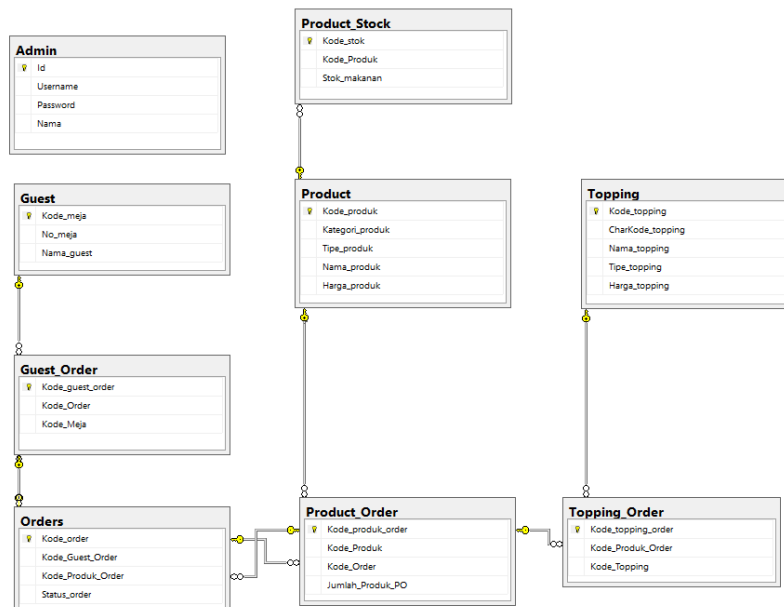 Admin
Id
Username
Password
Nama
Product_Stock
Kode_stok
Kode_Produk
Stok_makanan
Guest
Kode_meja
No_meja
Nama_guest
Product
Kode_produk
Kategori_produk
Tipe_produk
Nama_produk
Harga_produk
Topping
Kode_topping
CharKode_topping
Nama_topping
Tipe_topping
Harga_topping
Guest_Order
Kode_guest_order
Kode_Order
Kode_Meja
Orders
Kode_order
Kode_Guest_Order
Kode_Produk_Order
Status_order
Product_Order
Kode_produk_order
Kode_Produk
Kode_Order
Jumlah_Produk_PO
Topping_Order
Kode_topping_order
Kode_Produk_Order
Kode_Topping